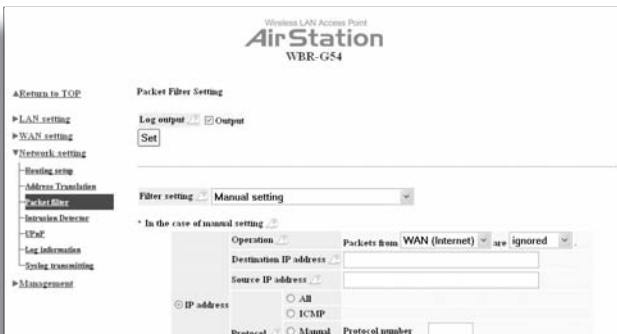 Wireless LAN Access Point
AirStation
WBR-G54
Return to TOP
LAN setting
WAN setting
Network setting
Routing setup
Address Translation
Packet filter
Intrusion Detector
UPnP
Log information
Syslog transmitting
Management
Packet Filter Setting
Log output Output
Set
Filter setting Manual setting
* In the case of manual setting
Operation Packets from WAN (Internet) are ignored .
Destination IP address
Source IP address
IP address
All
ICMP
Protocol Manual Protocol number